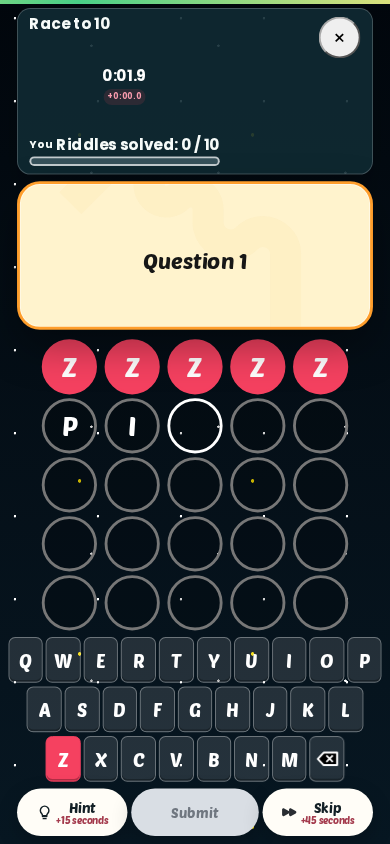 Race to 10
×
0:01.9
+0:00.0
You Riddles solved: 0 / 10
Question 1
Z Z Z Z Z
P I
Q W E R T Y U I O P
A S D F G H J K L
Z X C V B N M
Hint Submit Skip
+15 seconds +45 seconds